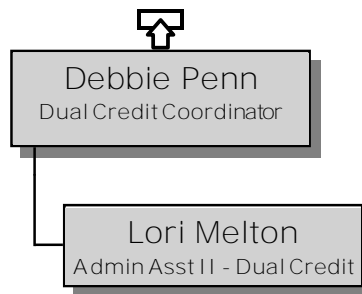 Debbie Penn
Dual Credit Coordinator
Lori Melton
Admin Asst II - Dual Credit